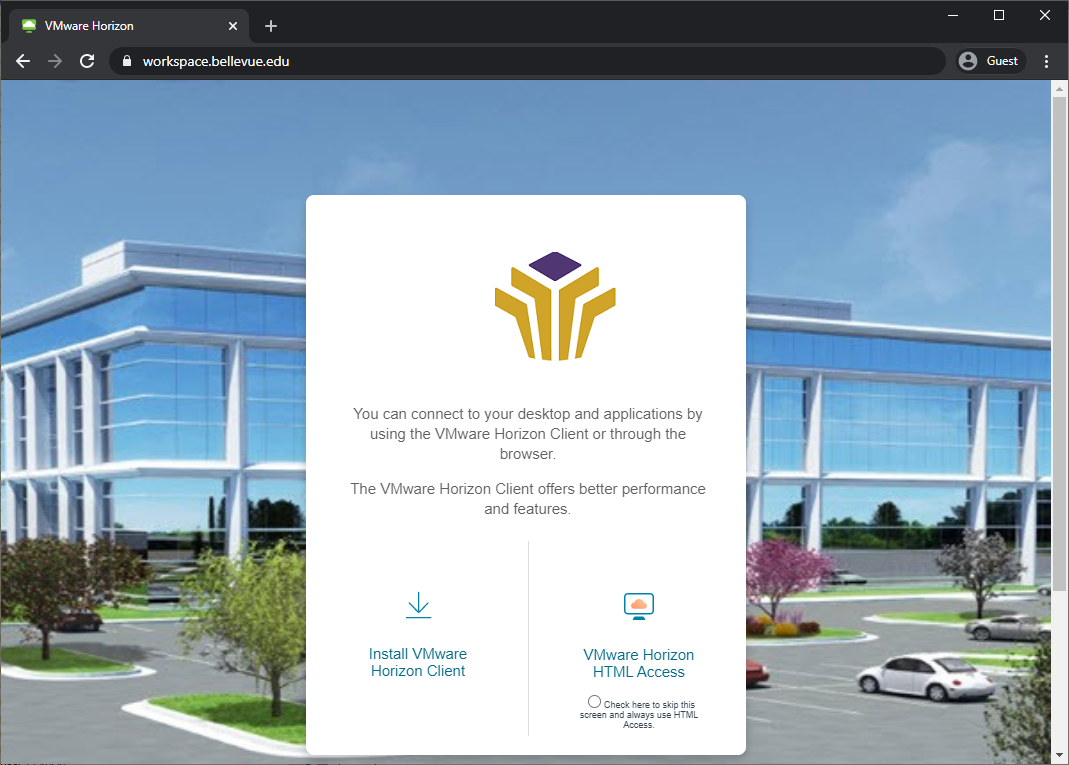 VMware Horizon
workspace.bellevue.edu
Guest
You can connect to your desktop and applications by
using the VMware Horizon Client or through the
browser.
The VMware Horizon Client offers better performance
and features.
Install VMware
Horizon Client
VMware Horizon
HTML Access
Check here to skip this
screen and always use HTML
Access.